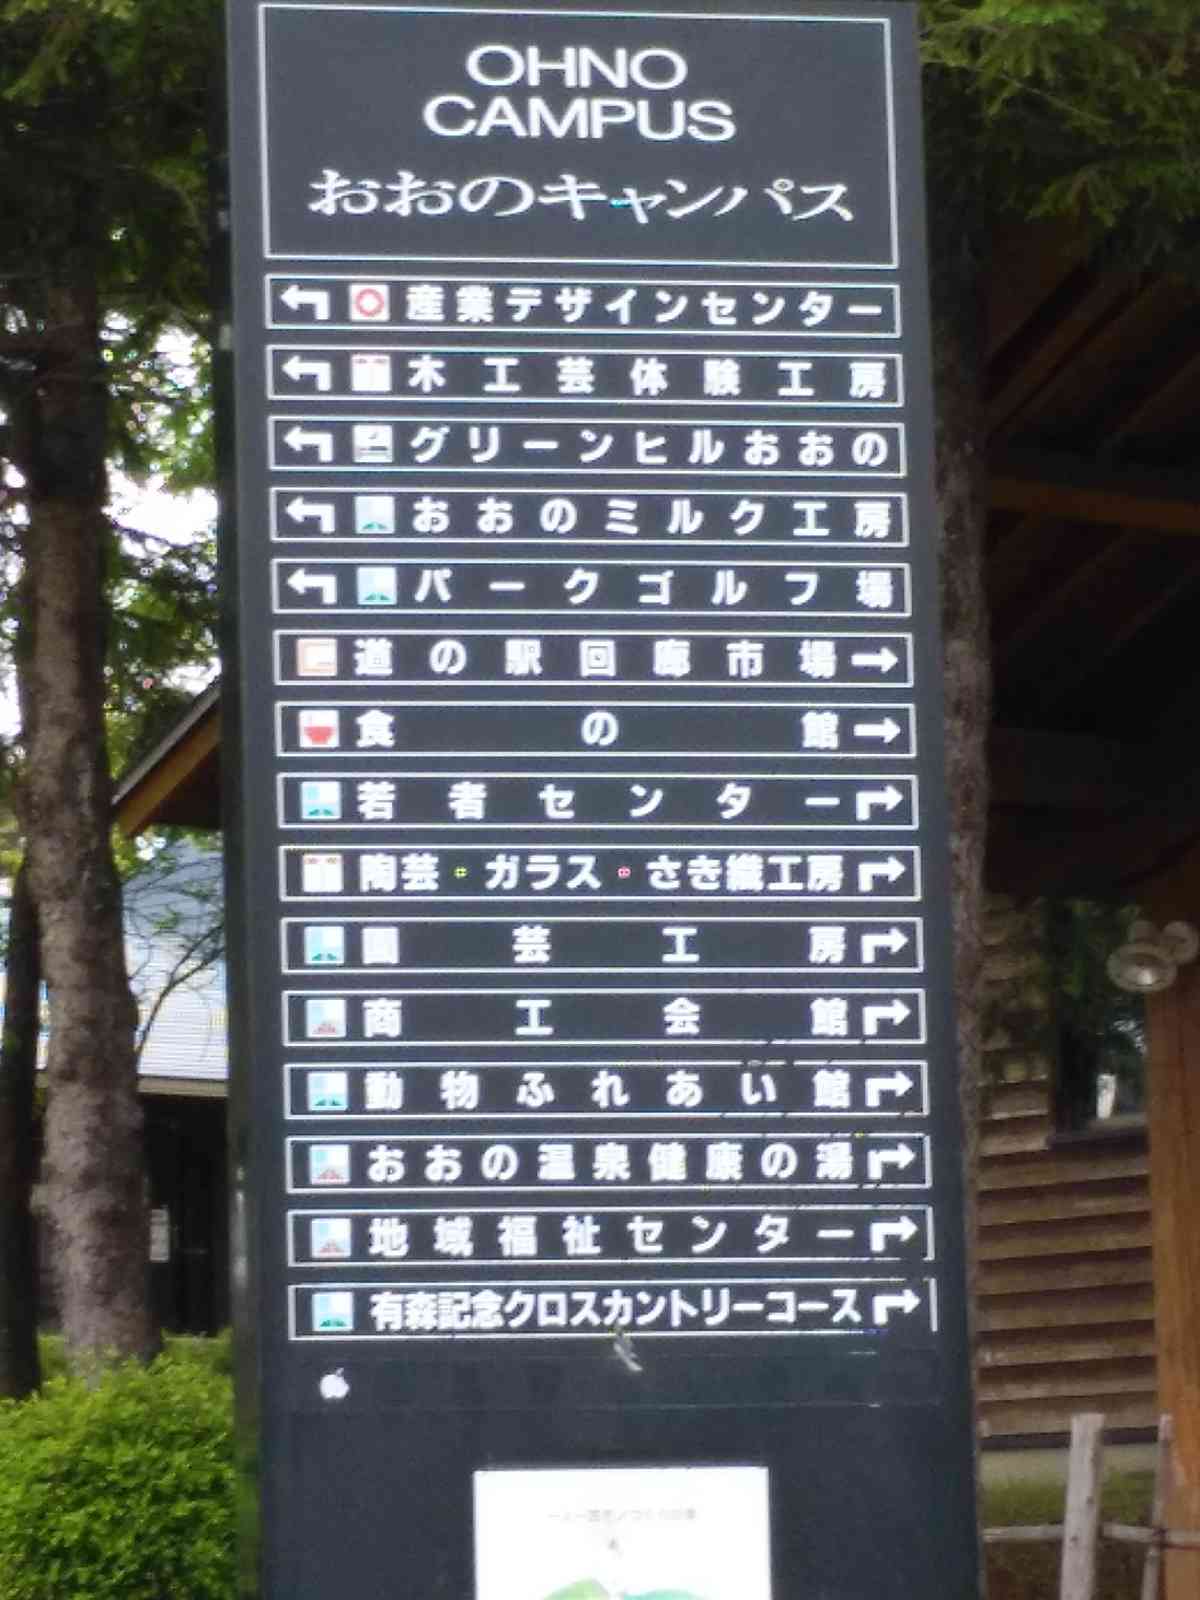 OHNO
CAMPUS
おおのキャンパス
産業デザインセンター
木工芸体験工房
グリーンヒルおおの
おおのミルク工房
パークゴルフ場
道の駅回廊市場
食の館
若者センター
陶芸・ガラス・さき織工房
園芸工房
商工会館
動物ふれあい館
おおの温泉健康の湯
地域福祉センター
有森記念クロスカントリーコース